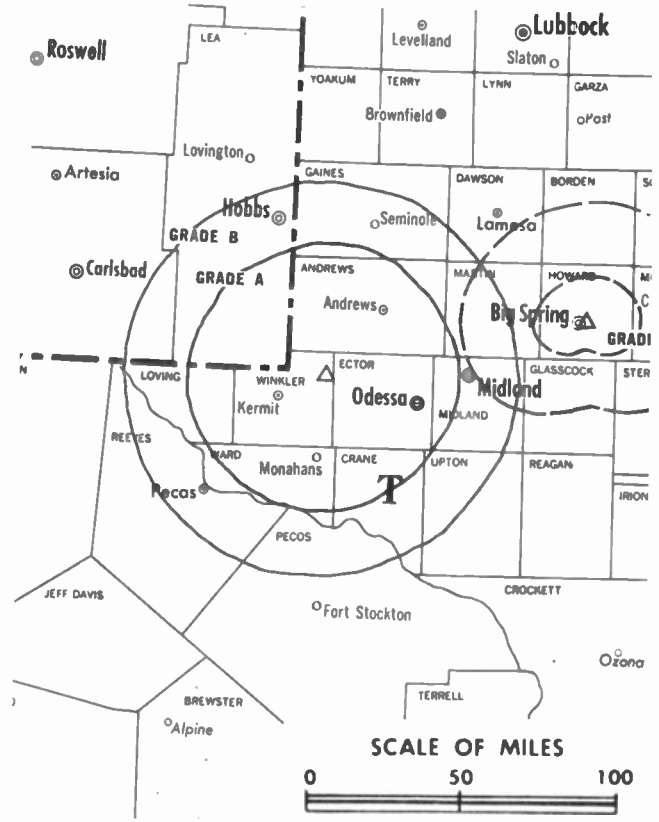 LEA
Lubbock
Levelland
Roswell
Slaton
YOAKUM
TERRY
LYNN
GARZA
Brownfield
Post
Lovington
Artesia
GAINES
DAWSON
BORDEN
Hobbs
Seminole
Lamesa
GRADE B
Carlsbad
GRADE A
ANDREWS
MARTIN
HOWARD
Andrews
Big Spring
GRADE
N
LOVING
WINKLER
ECTOR
GLASSCOCK
STER
Kermit
Odessa
Midland
MIDLAND
REEVES
WARD
Monahans
CRANE
UPTON
REAGAN
Pecos
T
IRION
PECOS
JEFF DAVIS
CROCKETT
Fort Stockton
Ozona
TERRELL
BREWSTER
Alpine
SCALE OF MILES
0 50 100